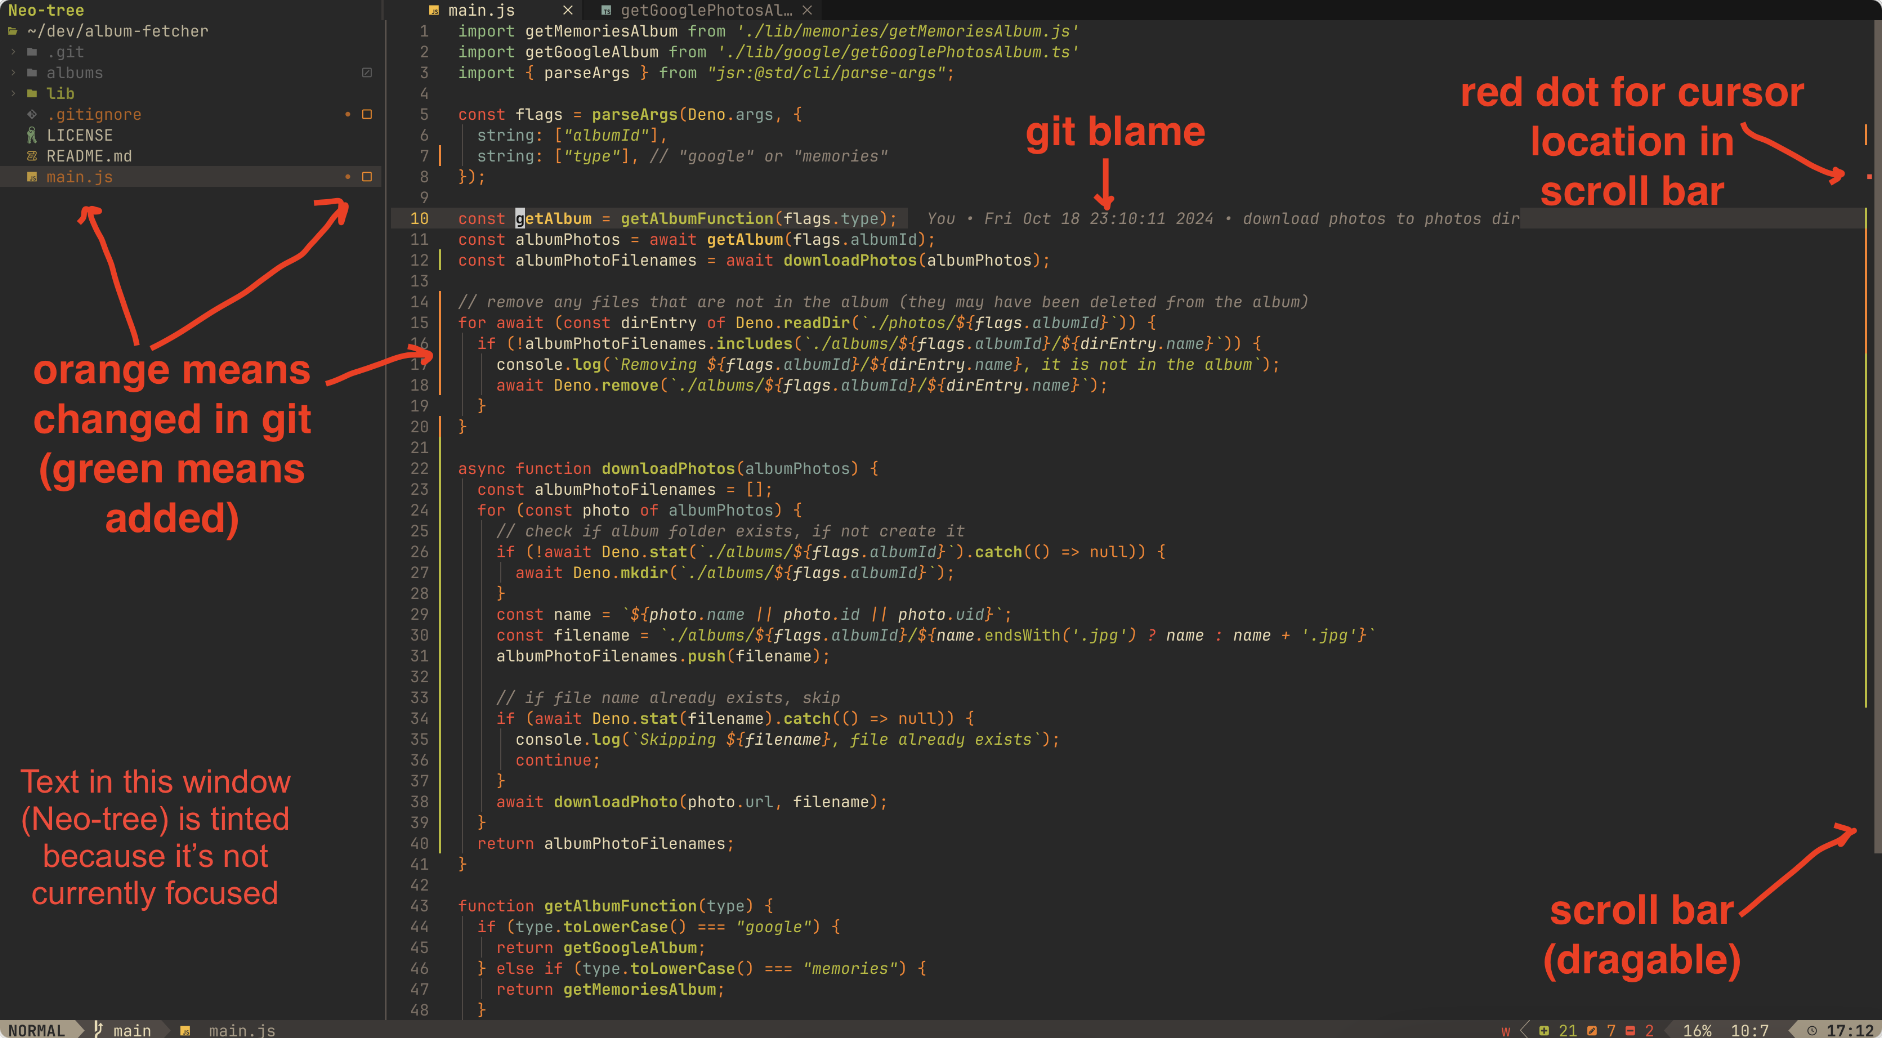 Neo-tree
~/dev/album-fetcher
.git
albums
lib
.gitignore
LICENSE
README.md
main.js
orange means
changed in git
(green means
added)
Text in this window
(Neo-tree) is tinted
because it's not
currently focused
main.js × getGooglePhotosAl… ×
1 import getMemoriesAlbum from './lib/memories/getMemoriesAlbum.js'
2 import getGoogleAlbum from './lib/google/getGooglePhotosAlbum.ts'
3 import { parseArgs } from "jsr:@std/cli/parse-args";
4
5 const flags = parseArgs(Deno.args, {
6 string: ["albumId"],
7 string: ["type"], // "google" or "memories"
8 });
9
10 const getAlbum = getAlbumFunction(flags.type); You • Fri Oct 18 23:10:11 2024 • download photos to photos dir
11 const albumPhotos = await getAlbum(flags.albumId);
12 const albumPhotoFilenames = await downloadPhotos(albumPhotos);
13
14 // remove any files that are not in the album (they may have been deleted from the album)
15 for await (const dirEntry of Deno.readDir(`./photos/${flags.albumId}`)) {
16 if (!albumPhotoFilenames.includes(`./albums/${flags.albumId}/${dirEntry.name}`)) {
17 console.log(`Removing ${flags.albumId}/${dirEntry.name}, it is not in the album`);
18 await Deno.remove(`./albums/${flags.albumId}/${dirEntry.name}`);
19 }
20 }
21
22 async function downloadPhotos(albumPhotos) {
23 const albumPhotoFilenames = [];
24 for (const photo of albumPhotos) {
25 // check if album folder exists, if not create it
26 if (!await Deno.stat(`./albums/${flags.albumId}`).catch(() => null)) {
27 await Deno.mkdir(`./albums/${flags.albumId}`);
28 }
29 const name = `${photo.name || photo.id || photo.uid}`;
30 const filename = `./albums/${flags.albumId}/${name.endsWith('.jpg') ? name : name + '.jpg'}`
31 albumPhotoFilenames.push(filename);
32
33 // if file name already exists, skip
34 if (await Deno.stat(filename).catch(() => null)) {
35 console.log(`Skipping ${filename}, file already exists`);
36 continue;
37 }
38 await downloadPhoto(photo.url, filename);
39 }
40 return albumPhotoFilenames;
41 }
42
43 function getAlbumFunction(type) {
44 if (type.toLowerCase() === "google") {
45 return getGoogleAlbum;
46 } else if (type.toLowerCase() === "memories") {
47 return getMemoriesAlbum;
48 }
git blame
red dot for cursor
location in
scroll bar
scroll bar
(dragable)
NORMAL main main.js w 21 7 2 16% 10:7 17:12